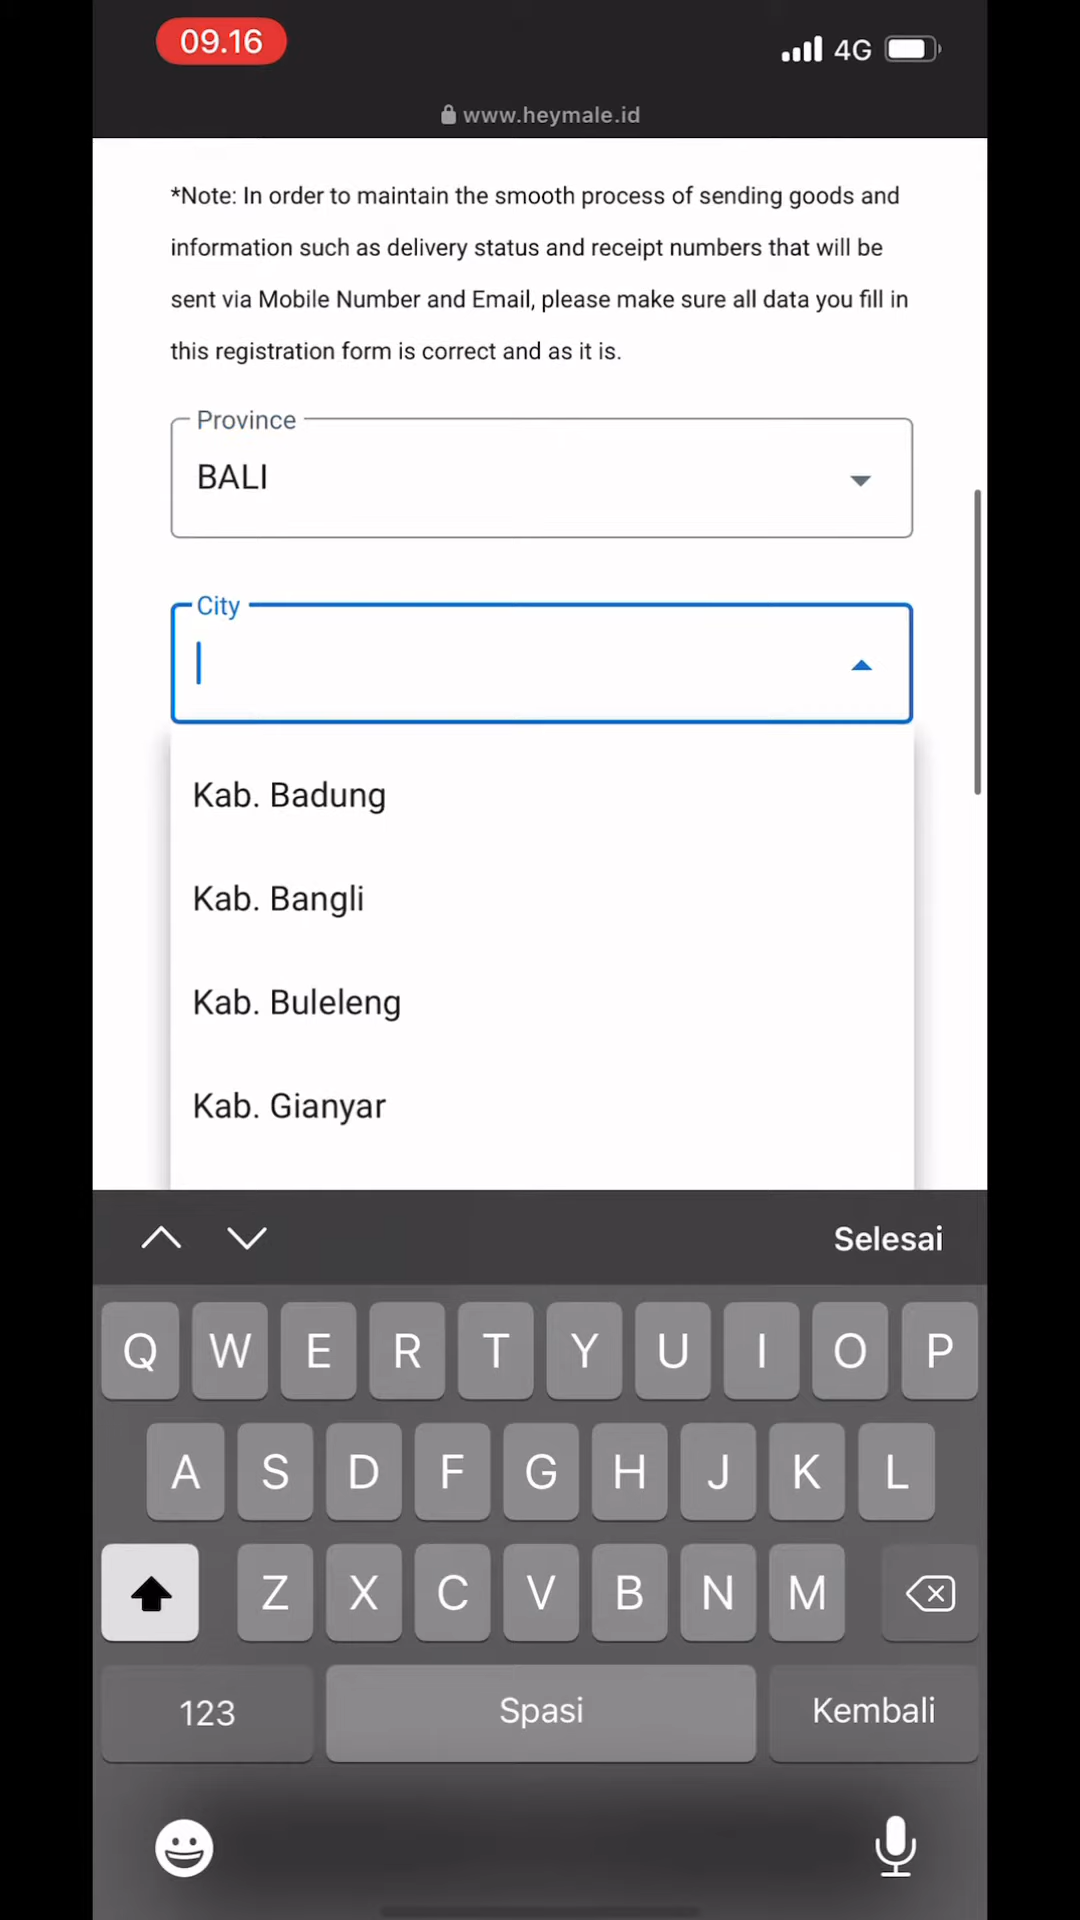 09.16
4G
www.heymale.id
*Note: In order to maintain the smooth process of sending goods and
information such as delivery status and receipt numbers that will be
sent via Mobile Number and Email, please make sure all data you fill in
this registration form is correct and as it is.
Province
BALI
City
Kab. Badung
Kab. Bangli
Kab. Buleleng
Kab. Gianyar
Selesai
Q W E R T Y U I O P
A S D F G H J K L
Z X C V B N M
123 Spasi Kembali